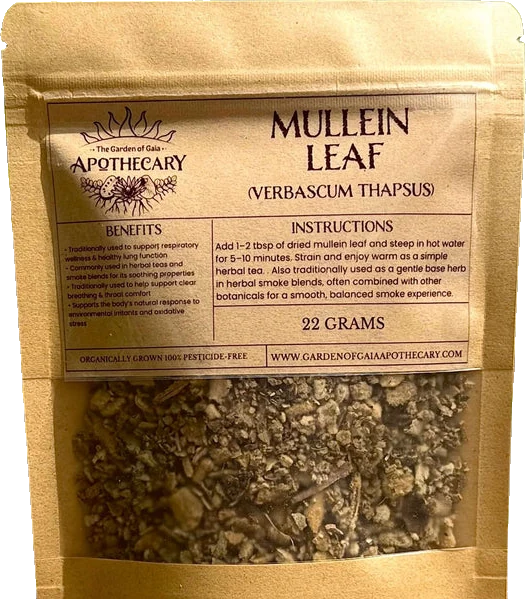 The Garden of Gaia
APOTHECARY
MULLEIN
LEAF
(VERBASCUM THAPSUS)
BENEFITS
• Traditionally used to support respiratory
wellness & healthy lung function
• Commonly used in herbal teas and
smoke blends for its soothing properties
• Traditionally used to help support clear
breathing & throat comfort
• Supports the body's natural response to
environmental irritants and oxidative
stress
INSTRUCTIONS
Add 1-2 tbsp of dried mullein leaf and steep in hot water
for 5-10 minutes. Strain and enjoy warm as a simple
herbal tea. . Also traditionally used as a gentle base herb
in herbal smoke blends, often combined with other
botanicals for a smooth, balanced smoke experience.
22 GRAMS
ORGANICALLY GROWN 100% PESTICIDE-FREE
WWW.GARDENOFGAIAAPOTHECARY.COM